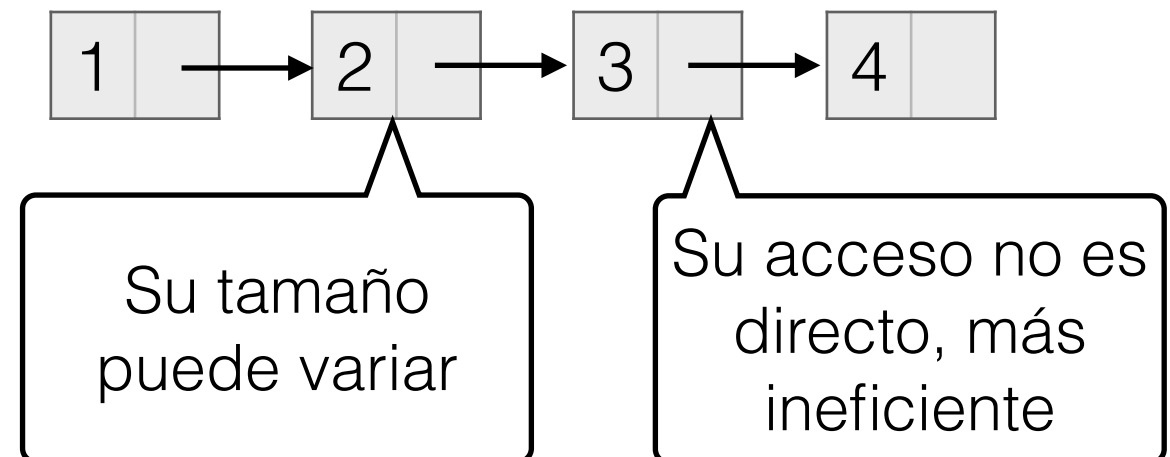 1 2 3 4
Su tamaño
puede variar
Su acceso no es
directo, más
ineficiente